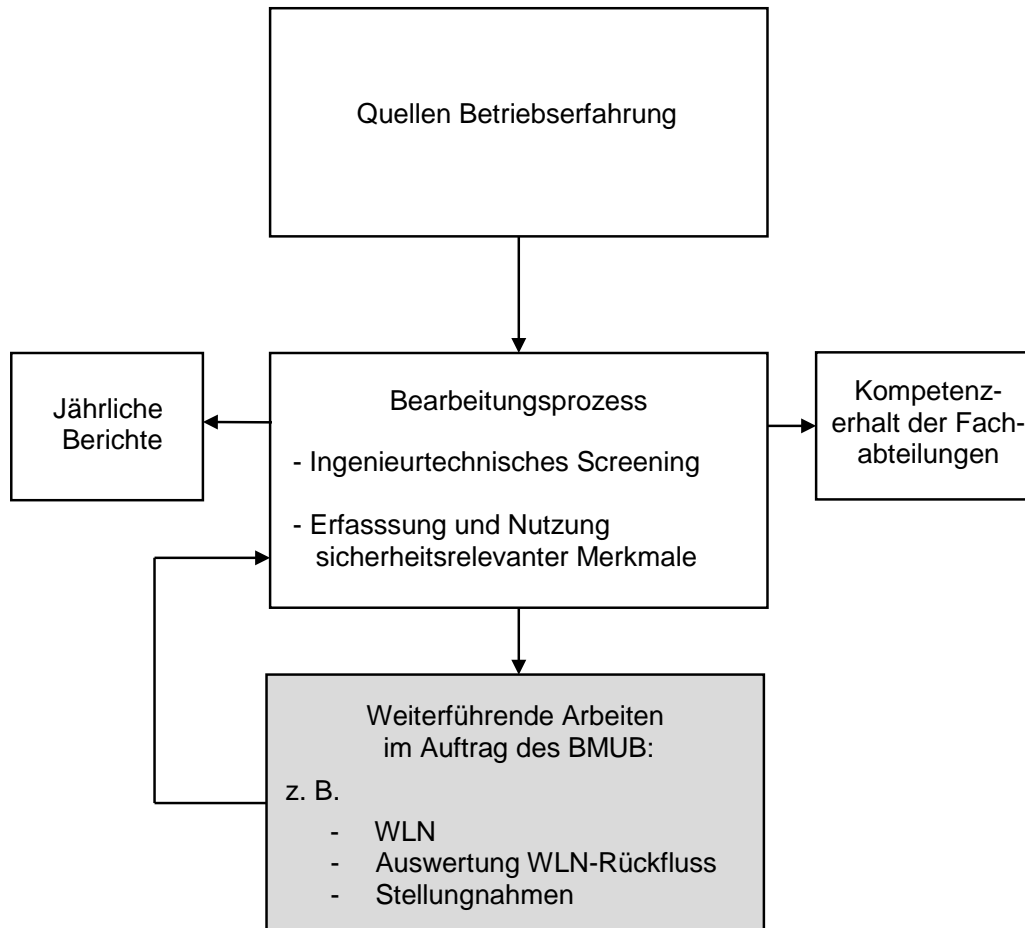 Quellen Betriebserfahrung
Jährliche
Berichte
Bearbeitungsprozess
- Ingenieurtechnisches Screening
- Erfasssung und Nutzung
sicherheitsrelevanter Merkmale
Kompetenz-
erhalt der Fach-
abteilungen
Weiterführende Arbeiten
im Auftrag des BMUB:
z. B.
- WLN
- Auswertung WLN-Rückfluss
- Stellungnahmen